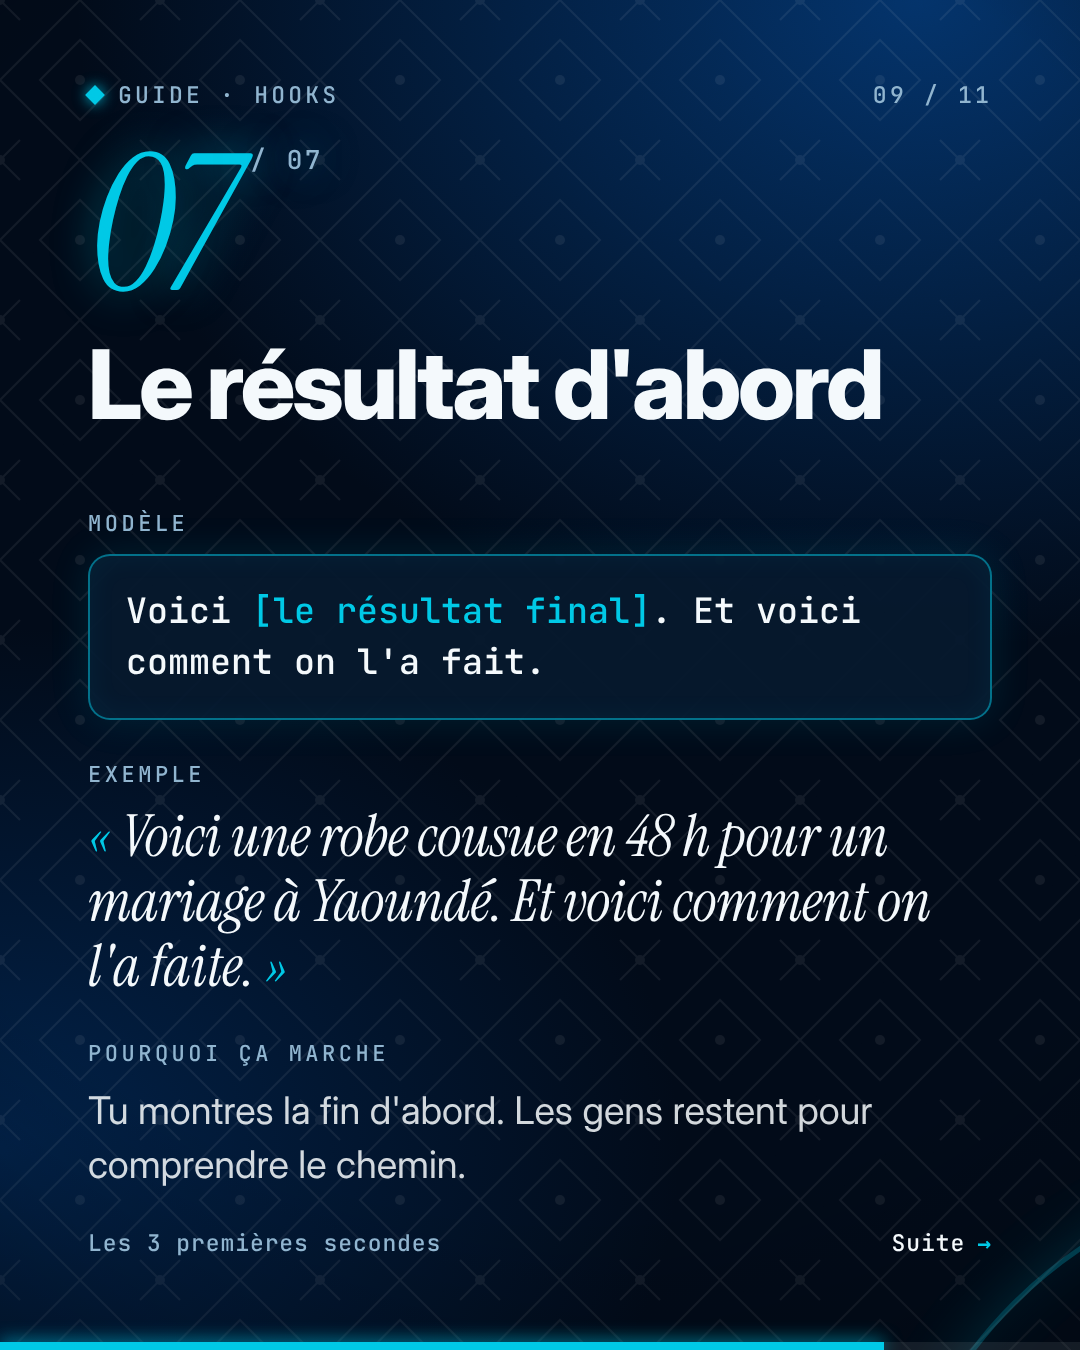 GUIDE · HOOKS
09 / 11
07 / 07
Le résultat d'abord
MODÈLE
Voici [le résultat final]. Et voici
comment on l'a fait.
EXEMPLE
« Voici une robe cousue en 48 h pour un
mariage à Yaoundé. Et voici comment on
l'a faite. »
POURQUOI ÇA MARCHE
Tu montres la fin d'abord. Les gens restent pour
comprendre le chemin.
Les 3 premières secondes
Suite →